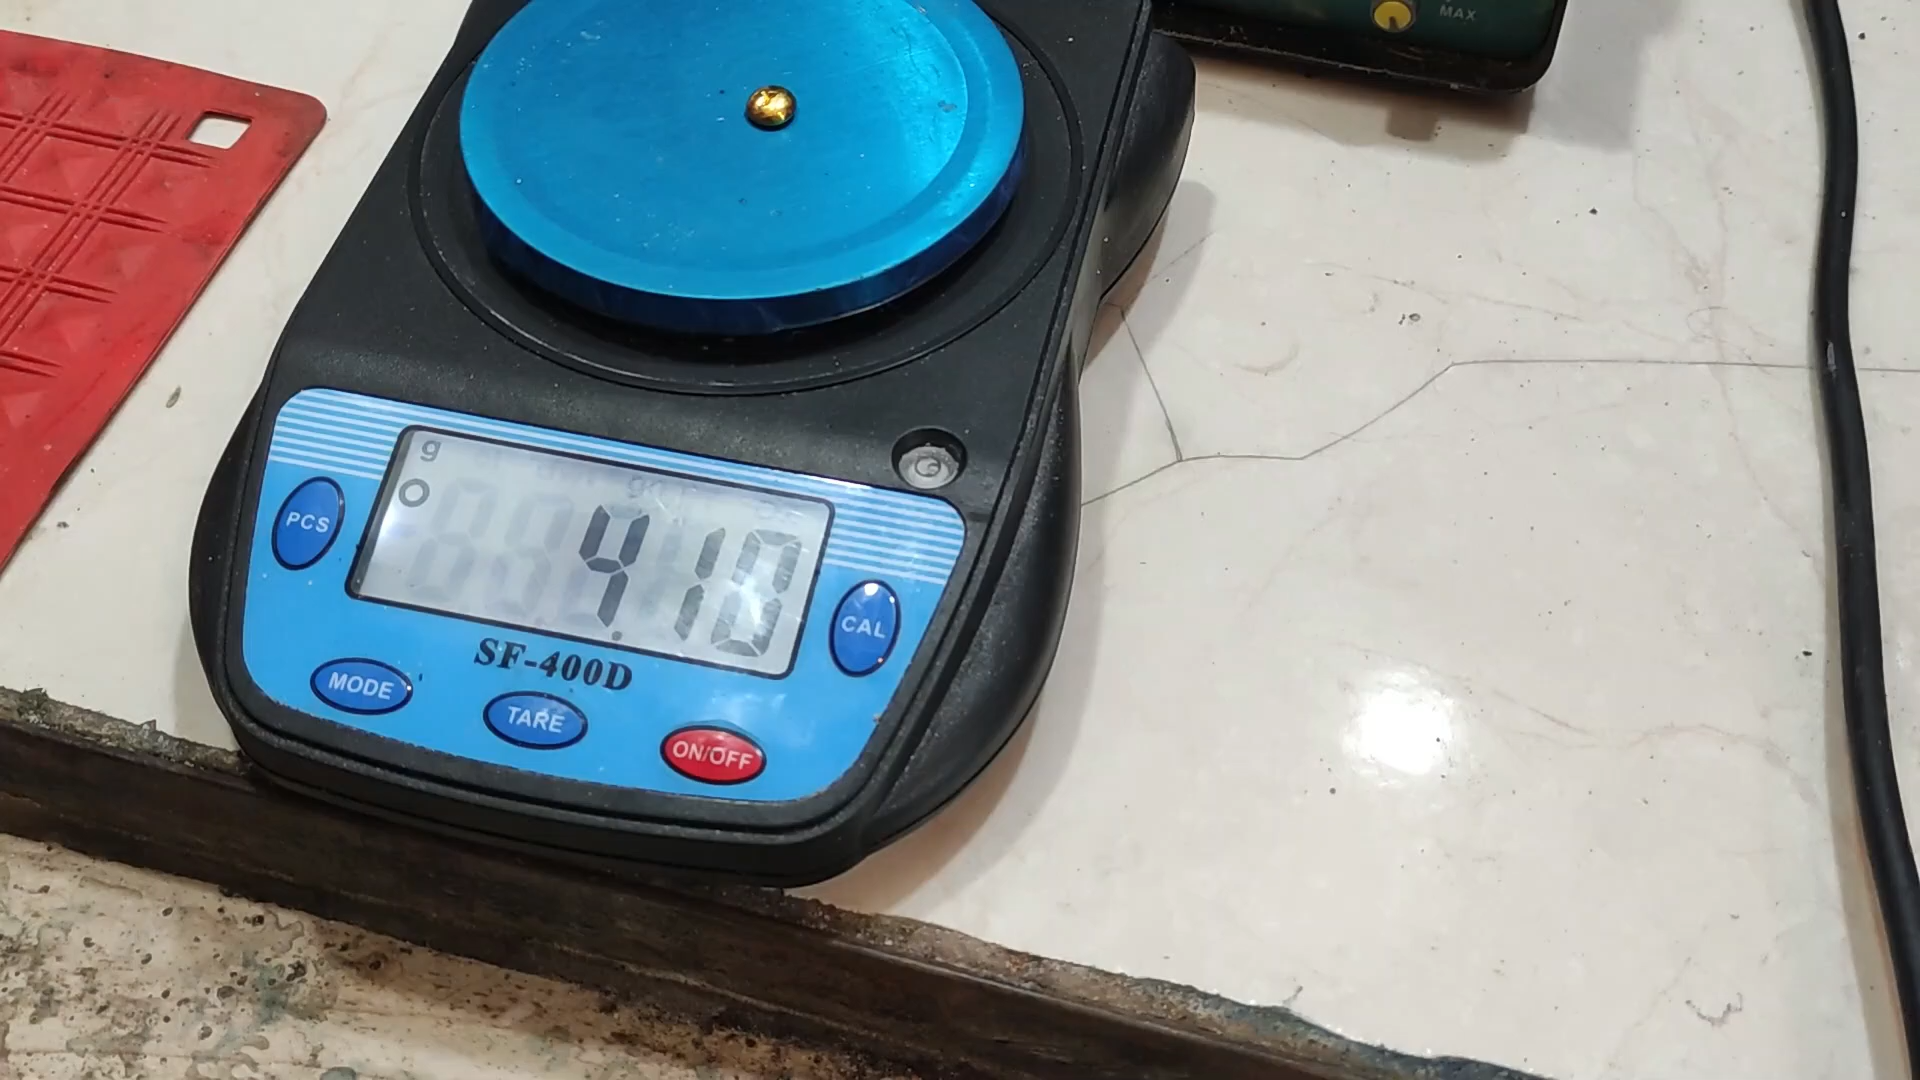 MAX
g
4.10
PCS
CAL
SF-400D
MODE
TARE
ON/OFF